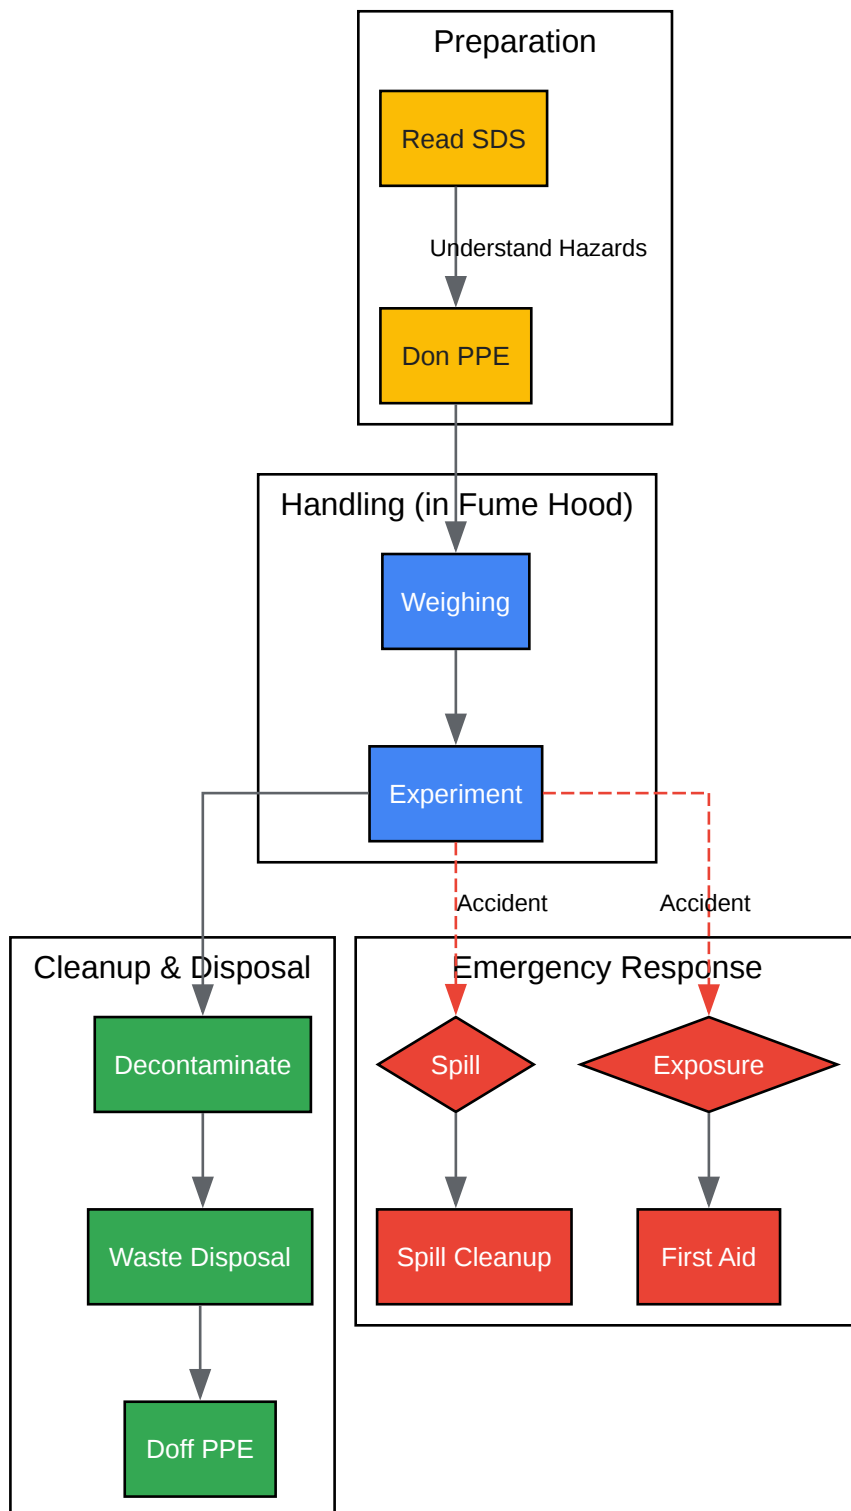 Preparation
Read SDS
Understand Hazards
Don PPE
Handling (in Fume Hood)
Weighing
Experiment
Accident
Accident
Cleanup & Disposal
Emergency Response
Decontaminate
Spill
Exposure
Waste Disposal
Spill Cleanup
First Aid
Doff PPE